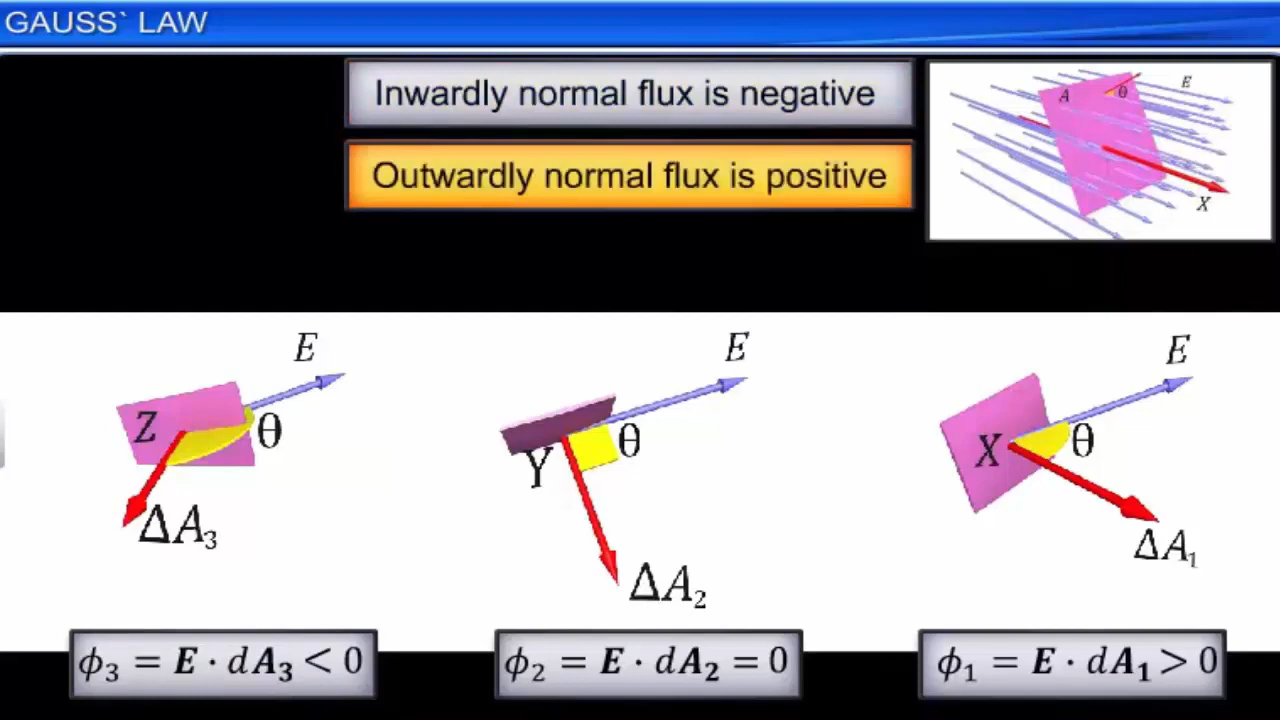 GAUSS` LAW
Inwardly normal flux is negative
Outwardly normal flux is positive
A
θ
E
X
E
Z
θ
ΔA₃
E
Y
θ
ΔA₂
E
X
θ
ΔA₁
ϕ₃ = E · dA₃ < 0
ϕ₂ = E · dA₂ = 0
ϕ₁ = E · dA₁ > 0